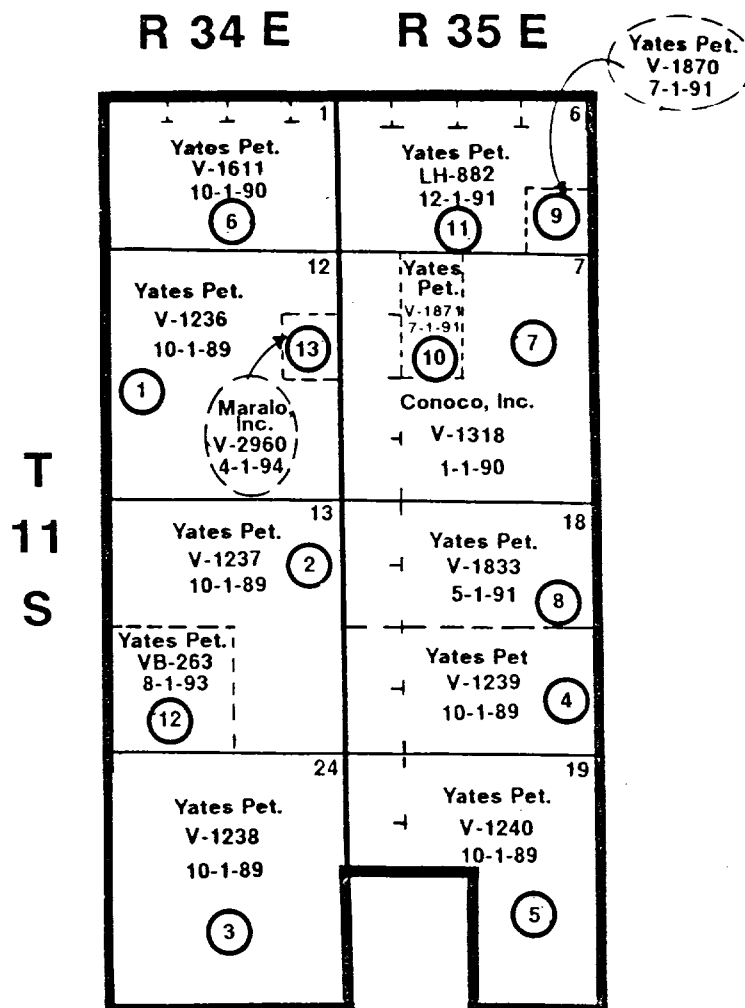 R 34 E R 35 E
Yates Pet.
V-1870
7-1-91
1
Yates Pet.
V-1611
10-1-90
6
6
Yates Pet.
LH-882
12-1-91
11
9
12
Yates Pet.
V-1236
10-1-89
1
13
Maralo,
Inc.
V-2960
4-1-94
7
Yates
Pet.
V-1871
7-1-91
10
7
Conoco, Inc.
V-1318
1-1-90
T
11
S
13
Yates Pet.
V-1237
10-1-89
2
Yates Pet.
VB-263
8-1-93
12
18
Yates Pet.
V-1833
5-1-91
8
Yates Pet
V-1239
10-1-89
4
24
Yates Pet.
V-1238
10-1-89
3
19
Yates Pet.
V-1240
10-1-89
5